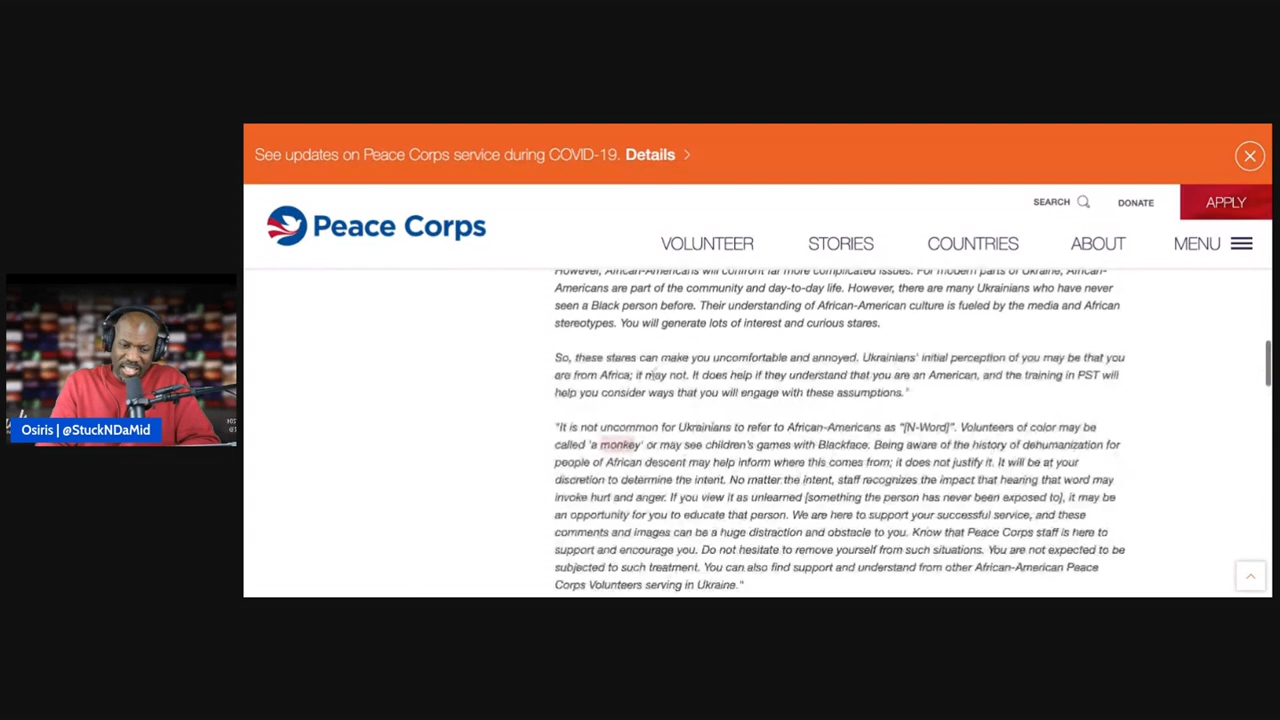 See updates on Peace Corps service during COVID-19. Details
SEARCH DONATE APPLY
Peace Corps
VOLUNTEER STORIES COUNTRIES ABOUT MENU
However, African-Americans will confront far more complicated issues. For modern parts of Ukraine, African-
Americans are part of the community and day-to-day life. However, there are many Ukrainians who have never
seen a Black person before. Their understanding of African-American culture is fueled by the media and African
stereotypes. You will generate lots of interest and curious stares.
So, these stares can make you uncomfortable and annoyed. Ukrainians' initial perception of you may be that you
are from Africa; it may not. It does help if they understand that you are an American, and the training in PST will
help you consider ways that you will engage with these assumptions."
"It is not uncommon for Ukrainians to refer to African-Americans as "[N-Word]". Volunteers of color may be
called 'a monkey' or may see children's games with Blackface. Being aware of the history of dehumanization for
people of African descent may help inform where this comes from; it does not justify it. It will be at your
discretion to determine the intent. No matter the intent, staff recognizes the impact that hearing that word may
invoke hurt and anger. If you view it as unlearned [something the person has never been exposed to], it may be
an opportunity for you to educate that person. We are here to support your successful service, and these
comments and images can be a huge distraction and obstacle to you. Know that Peace Corps staff is here to
support and encourage you. Do not hesitate to remove yourself from such situations. You are not expected to be
subjected to such treatment. You can also find support and understand from other African-American Peace
Corps Volunteers serving in Ukraine."
Osiris | @StuckNDaMid